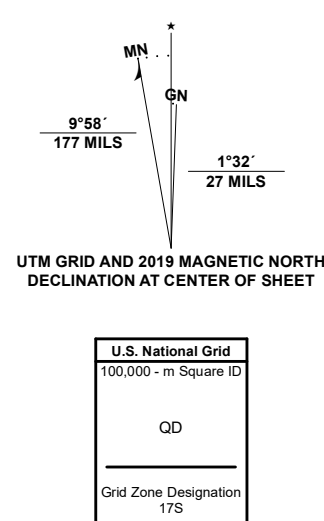 ★
MN
GN
9°58´
177 MILS
1°32´
27 MILS
UTM GRID AND 2019 MAGNETIC NORTH
DECLINATION AT CENTER OF SHEET
U.S. National Grid
100,000 - m Square ID
QD
Grid Zone Designation
17S